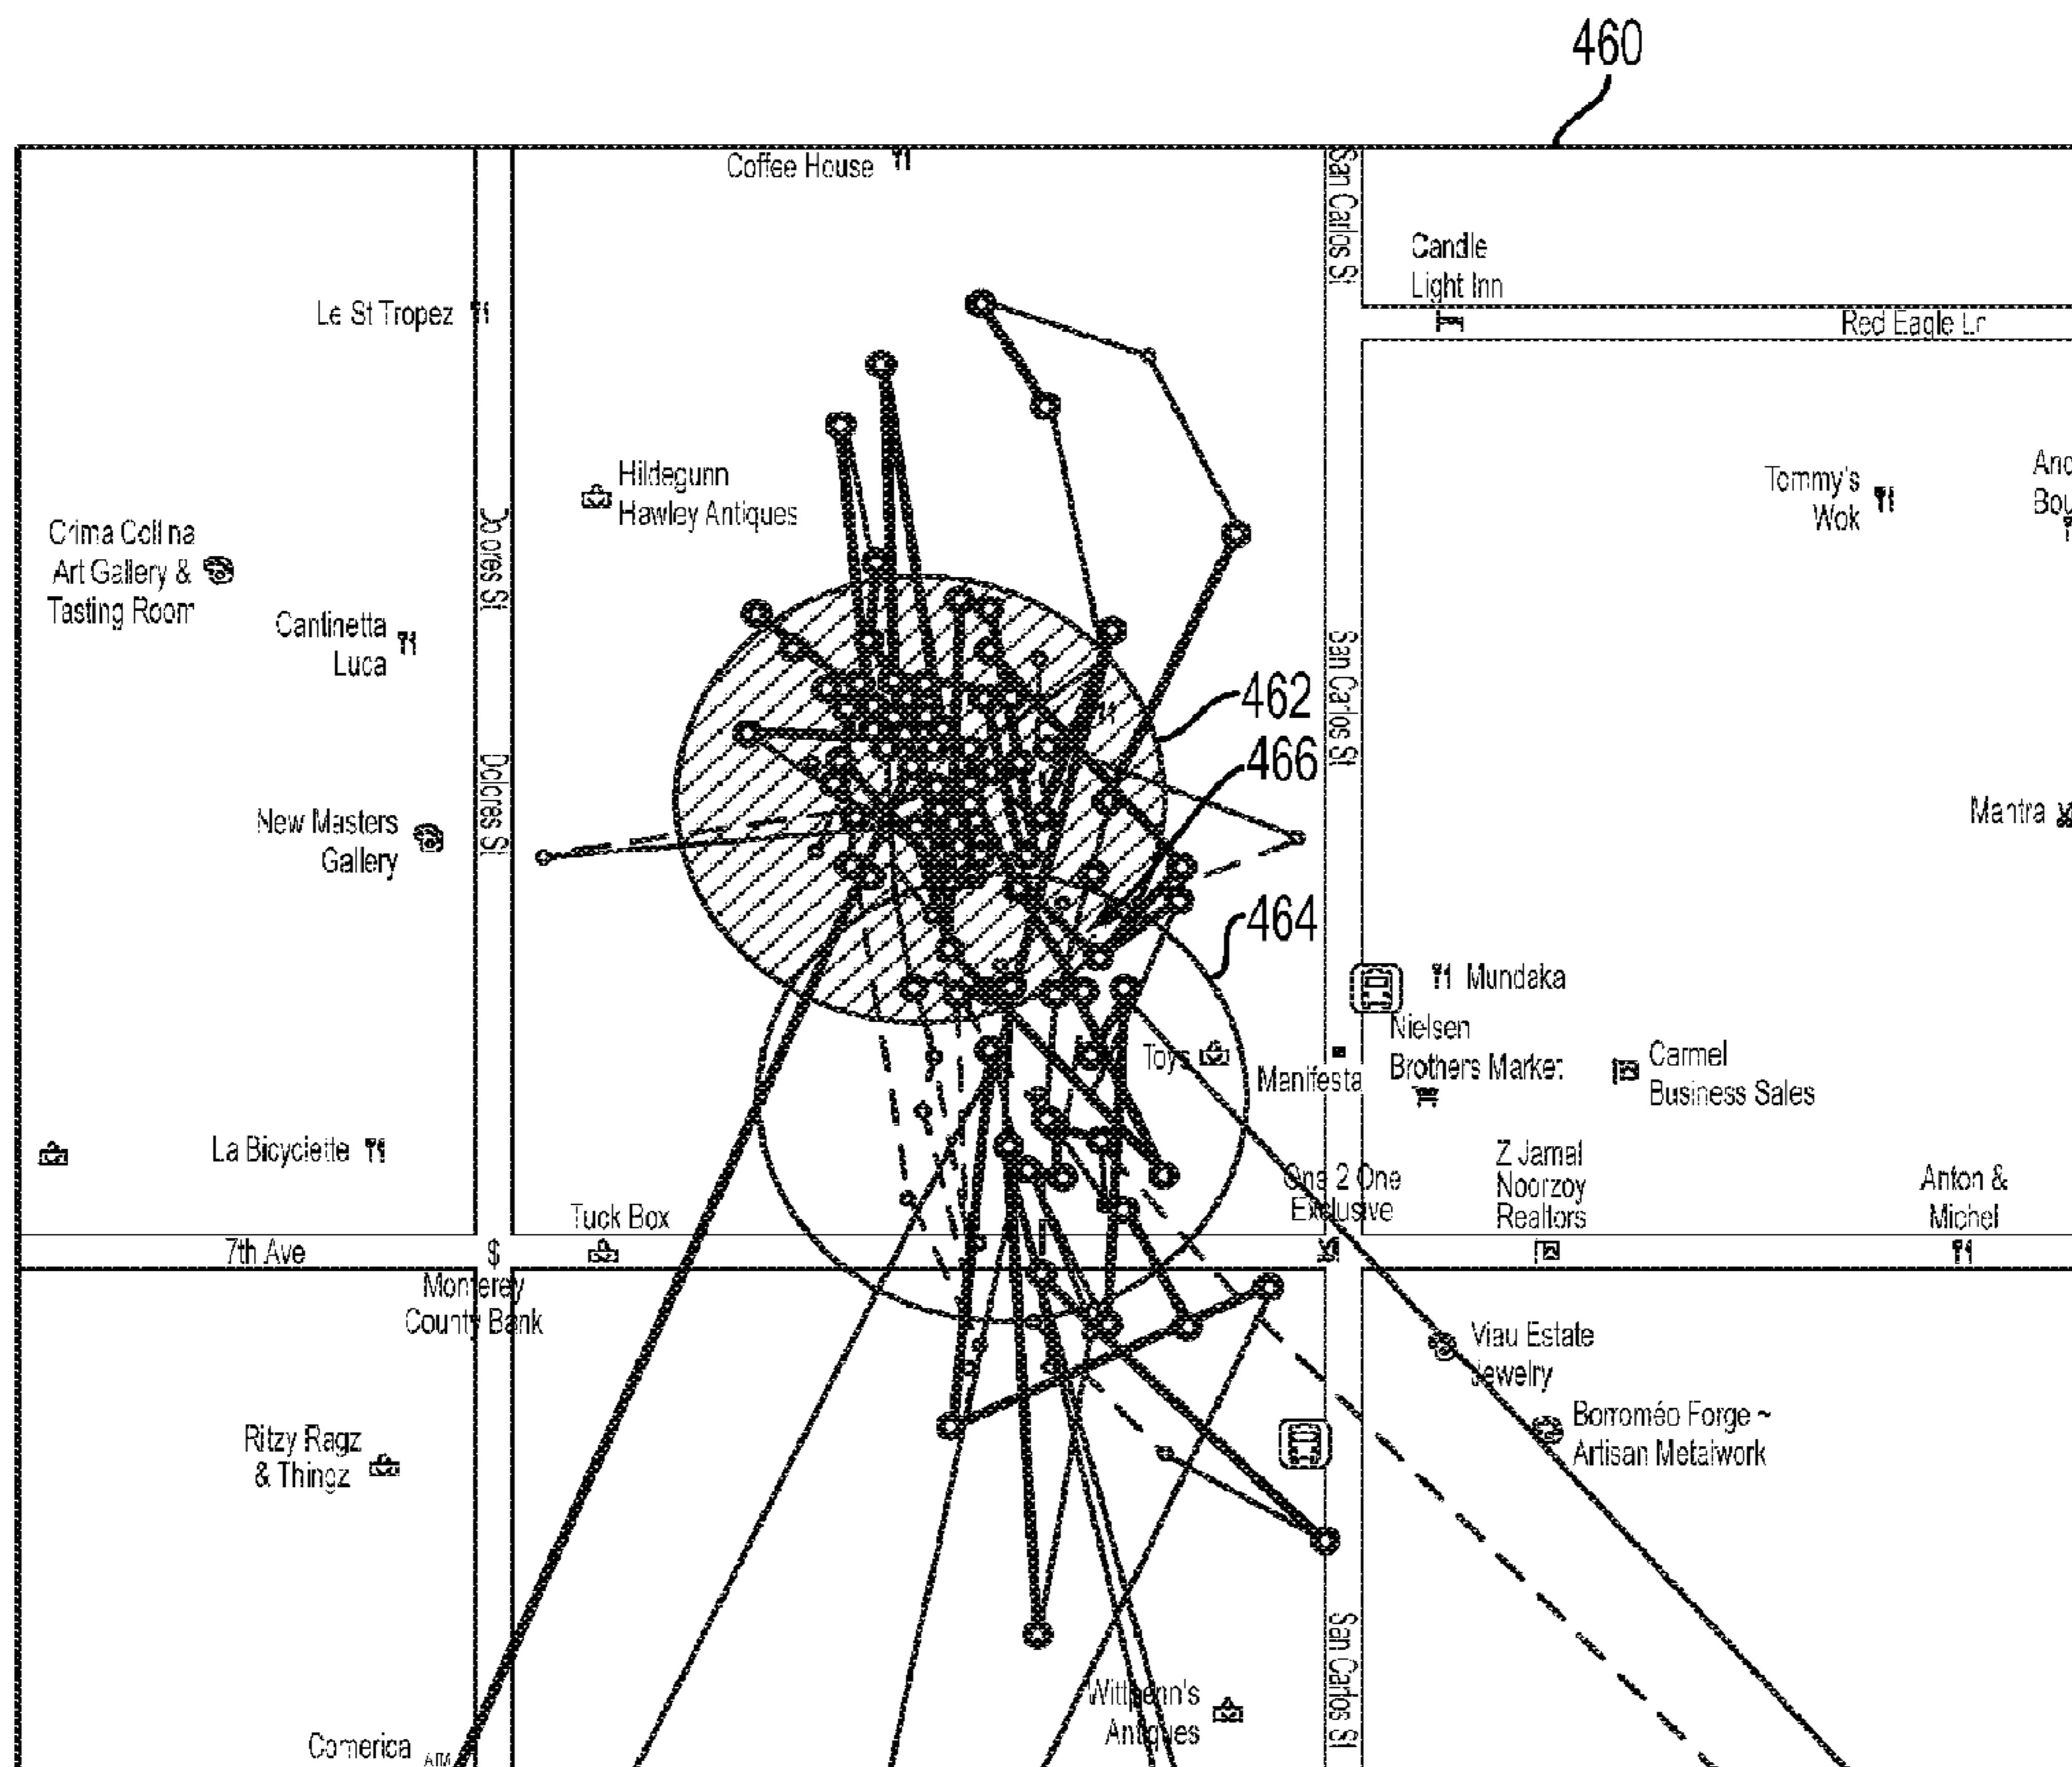 460
Coffee House
San Carlos St
Candle
Light Inn
Le St Tropez
Red Eagle Ln
Hildegunn
Hawley Antiques
Tommy's
Wok
Anc
Bou
Crima Collina
Art Gallery &
Tasting Room
Dolores St
Cantinetta
Luca
San Carlos St
462
466
Dolores St
New Masters
Gallery
Mantra
464
Mundaka
Nielsen
Brothers Market
Toys
Manifesta
Carmel
Business Sales
La Bicyclette
Z Jamal
Noorzoy
Realtors
One 2 One
Exclusive
Anton &
Michel
Tuck Box
7th Ave
$
Monterey
County Bank
Viau Estate
Jewelry
Borroméo Forge ~
Artisan Metalwork
Ritzy Ragz
& Thingz
San Carlos St
Wittpenn's
Antiques
Comerica
ATM